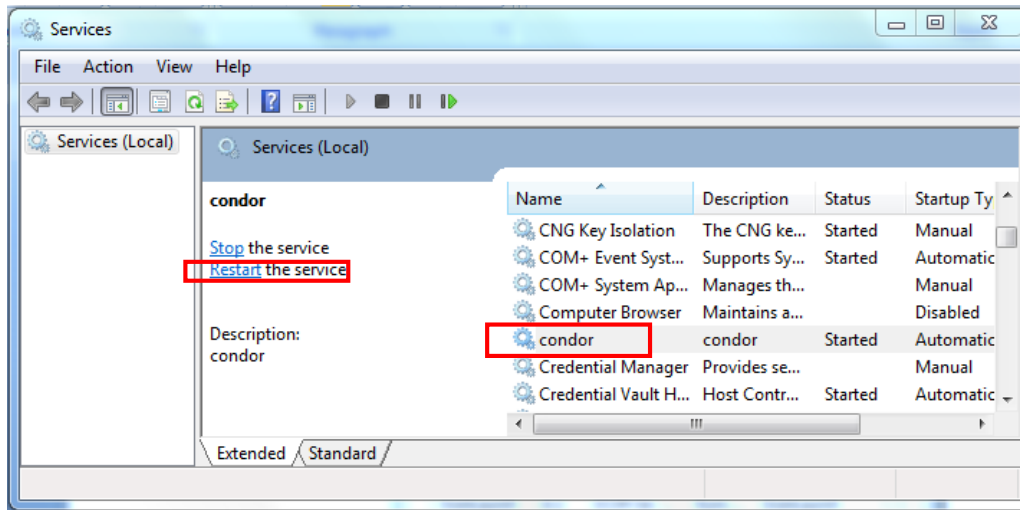 Services
File Action View Help
Services (Local)
Services (Local)
condor
Stop the service
Restart the service
Description:
condor
Name Description Status Startup Ty
CNG Key Isolation The CNG ke... Started Manual
COM+ Event Syst... Supports Sy... Started Automatic
COM+ System Ap... Manages th... Manual
Computer Browser Maintains a... Disabled
condor condor Started Automatic
Credential Manager Provides se... Manual
Credential Vault H... Host Contr... Started Automatic
Extended Standard